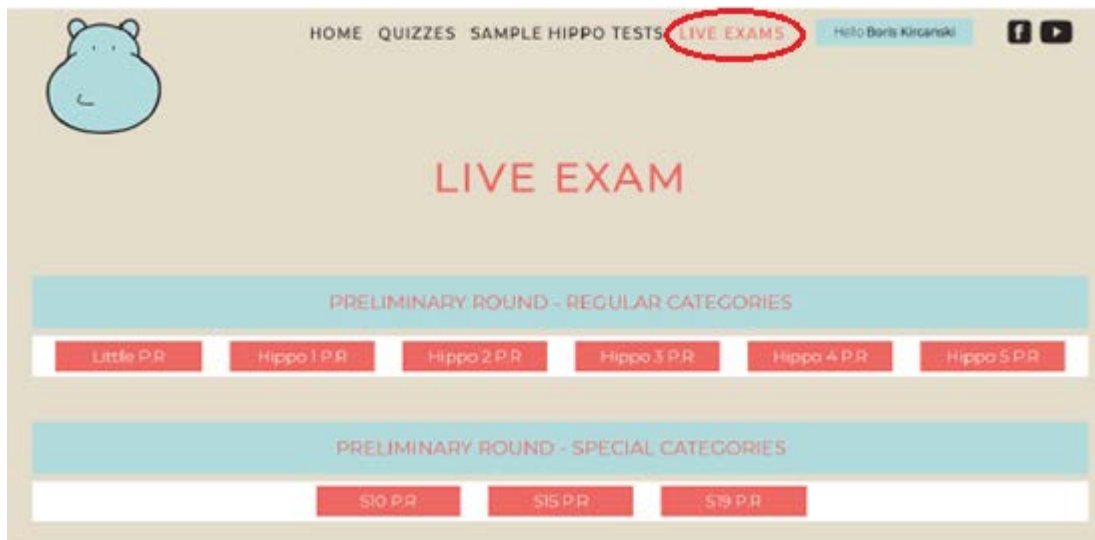 HOME QUIZZES SAMPLE HIPPO TESTS LIVE EXAMS Hello Boris Kircanski
LIVE EXAM
PRELIMINARY ROUND - REGULAR CATEGORIES
Little P.R Hippo 1 P.R Hippo 2 P.R Hippo 3 P.R Hippo 4 P.R Hippo 5 P.R
PRELIMINARY ROUND - SPECIAL CATEGORIES
S10 P.R S15 P.R S19 P.R